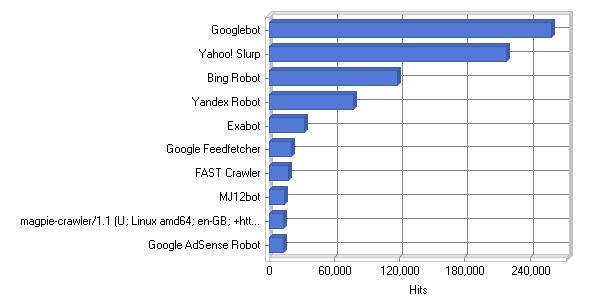 Googlebot
Yahoo! Slurp
Bing Robot
Yandex Robot
Exabot
Google Feedfetcher
FAST Crawler
MJ12bot
magpie-crawler/1.1 (U; Linux amd64; en-GB; +htt...
Google AdSense Robot
0 60,000 120,000 180,000 240,000
Hits